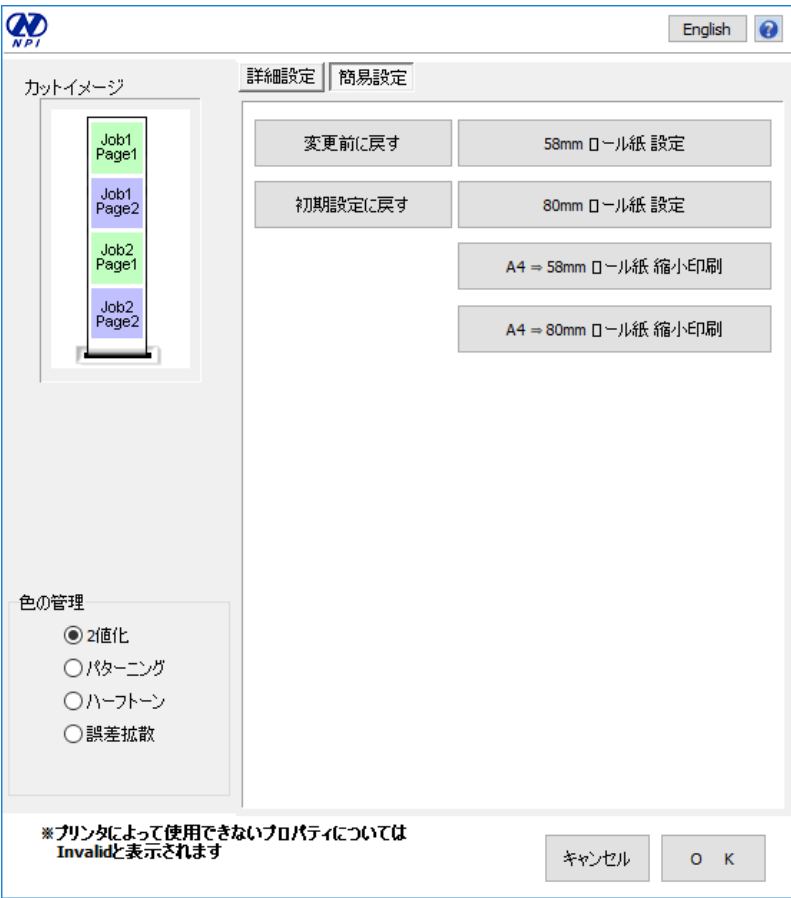 NPI
English
?
カットイメージ
詳細設定
簡易設定
Job1
Page1
Job1
Page2
Job2
Page1
Job2
Page2
変更前に戻す
58mm ロール紙 設定
初期設定に戻す
80mm ロール紙 設定
A4 ⇒ 58mm ロール紙 縮小印刷
A4 ⇒ 80mm ロール紙 縮小印刷
色の管理
2値化
パターニング
ハーフトーン
誤差拡散
※プリンタによって使用できないプロパティについては
Invalidと表示されます
キャンセル
O K